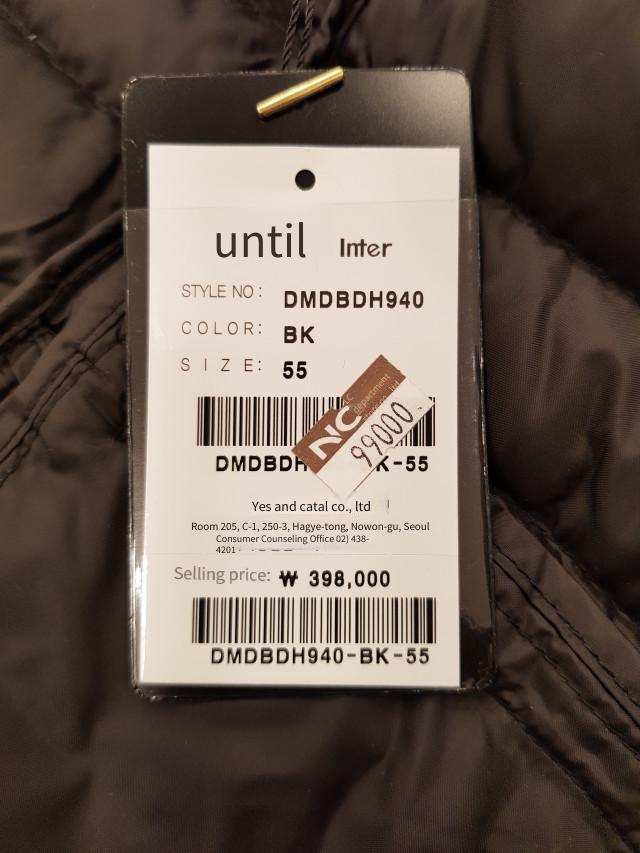 until Inter
STYLE NO: DMDBDH940
COLOR: BK
SIZE: 55
NC
department
99000.
DMDBDH K-55
Yes and catal co., ltd
Room 205, C-1, 250-3, Hagye-tong, Nowon-gu, Seoul
Consumer Counseling Office 02) 438-
4201
Selling price: ₩ 398,000
DMDBDH940-BK-55